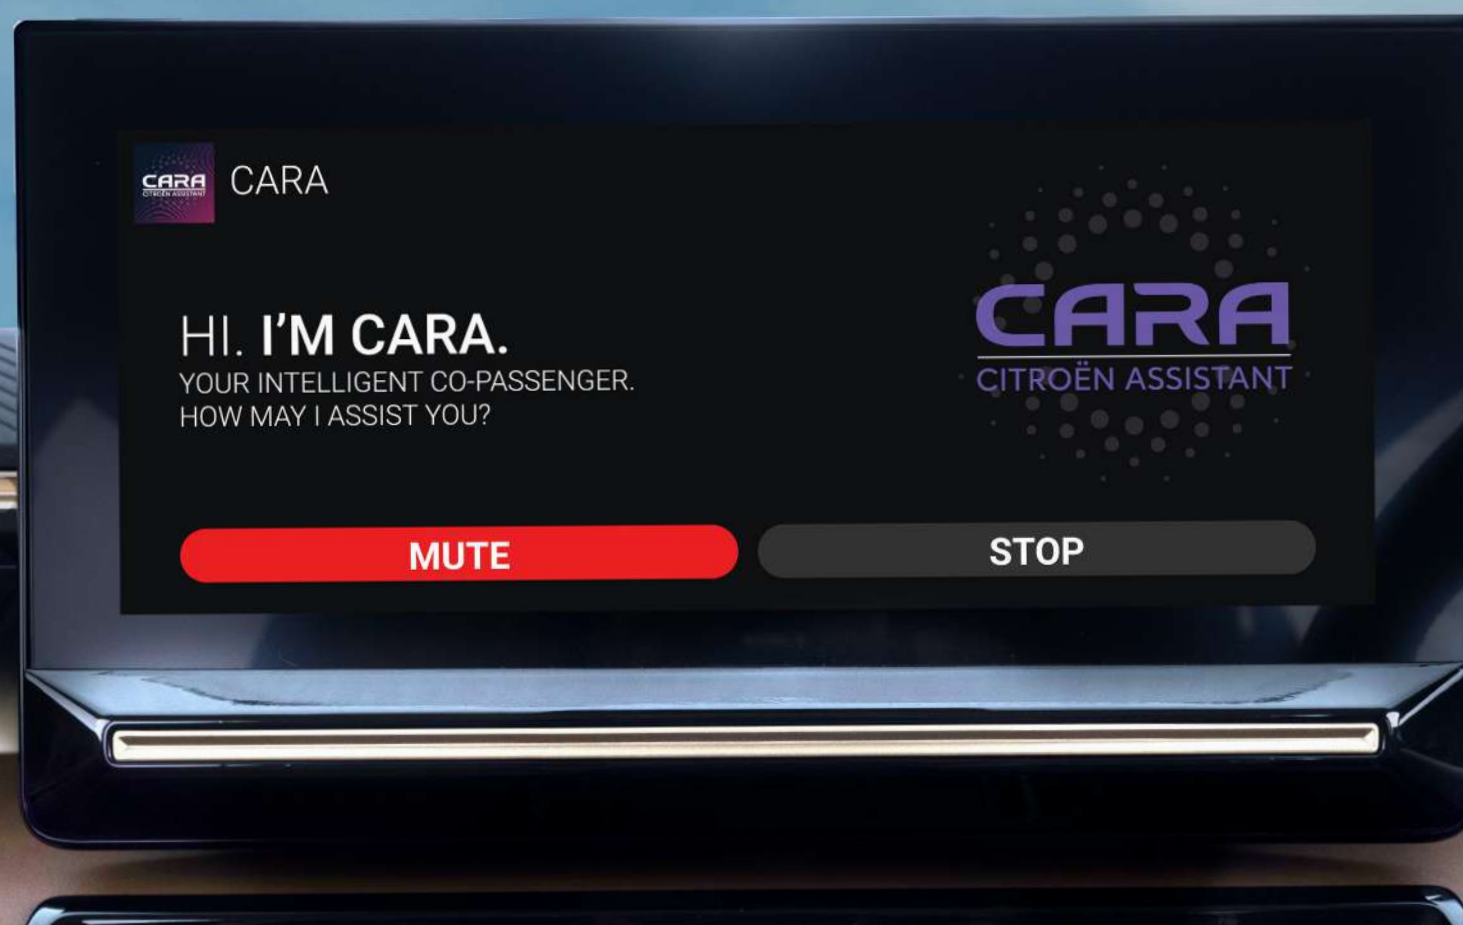 CARA
CITROËN ASSISTANT
CARA
HI. I'M CARA.
YOUR INTELLIGENT CO-PASSENGER.
HOW MAY I ASSIST YOU?
CARA
CITROËN ASSISTANT
MUTE
STOP